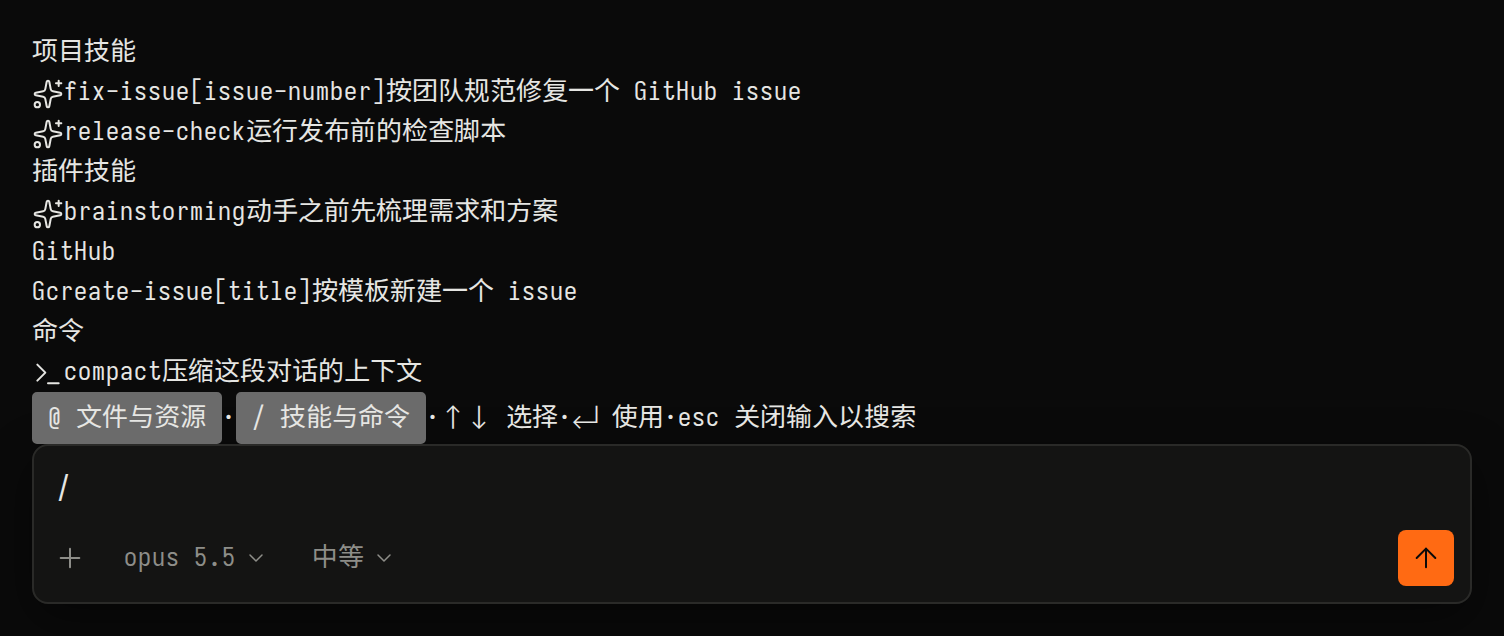 项目技能
fix-issue[issue-number]按团队规范修复一个 GitHub issue
release-check运行发布前的检查脚本
插件技能
brainstorming动手之前先梳理需求和方案
GitHub
Gcreate-issue[title]按模板新建一个 issue
命令
>_compact压缩这段对话的上下文
@ 文件与资源·/ 技能与命令·↑↓ 选择·↵ 使用·esc 关闭输入以搜索
/
opus 5.5 中等